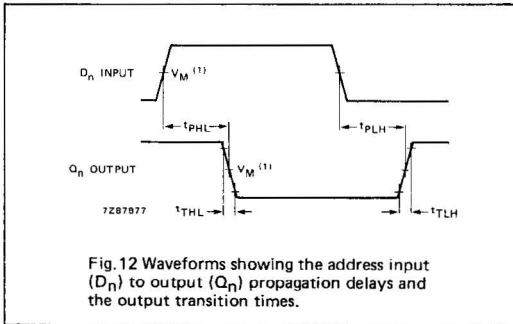 Dn INPUT
VM (1)
tPHL
tPLH
Qn OUTPUT
VM (1)
7Z87977
tTHL
tTLH
Fig.12 Waveforms showing the address input
(Dn) to output (Qn) propagation delays and
the output transition times.